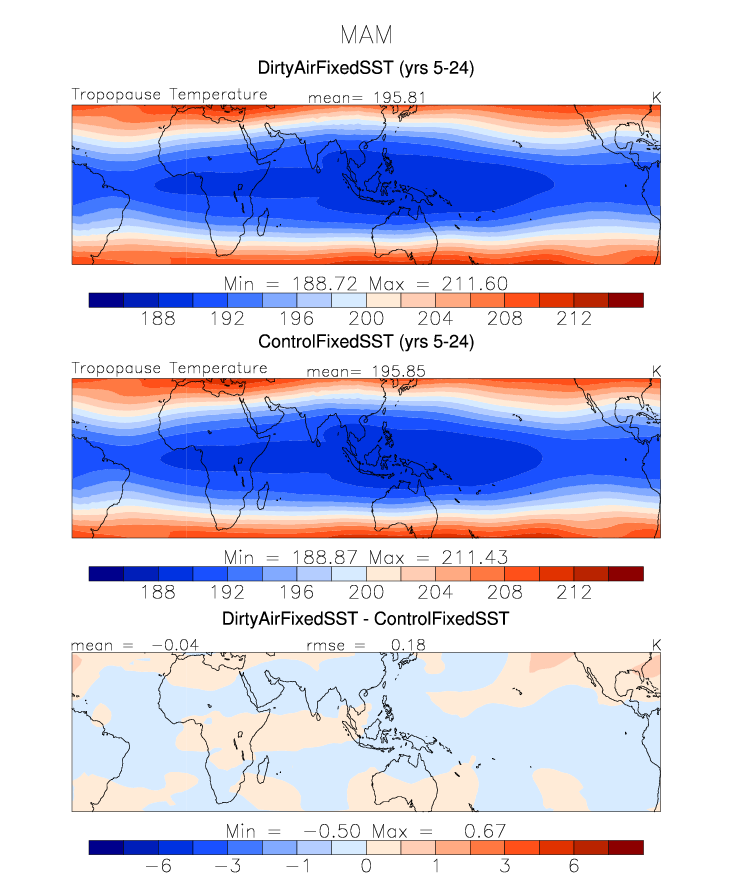 MAM
DirtyAirFixedSST (yrs 5-24)
Tropopause Temperature mean= 195.81 K
Min = 188.72 Max = 211.60
188 192 196 200 204 208 212
ControlFixedSST (yrs 5-24)
Tropopause Temperature mean= 195.85 K
Min = 188.87 Max = 211.43
188 192 196 200 204 208 212
DirtyAirFixedSST - ControlFixedSST
mean = -0.04 rmse = 0.18 K
Min = -0.50 Max = 0.67
-6 -3 -1 0 1 3 6